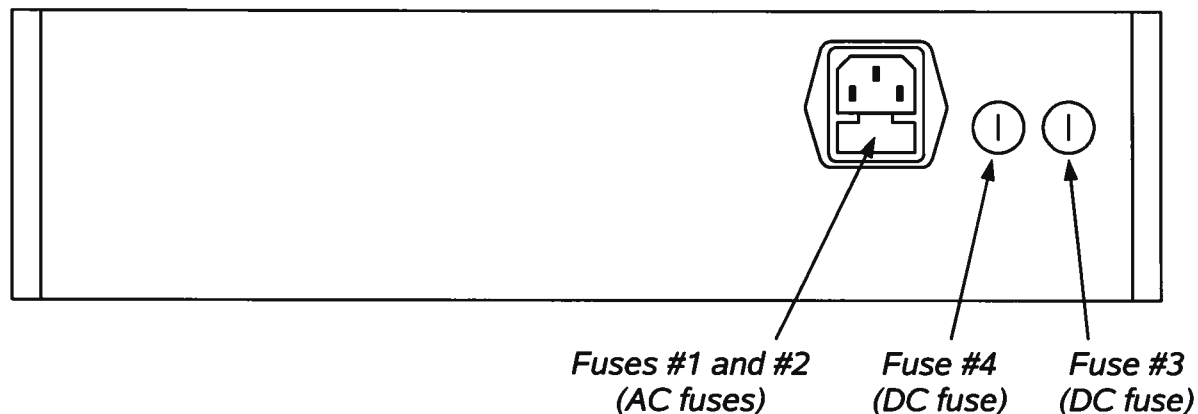 Fuses #1 and #2
(AC fuses)
Fuse #4
(DC fuse)
Fuse #3
(DC fuse)